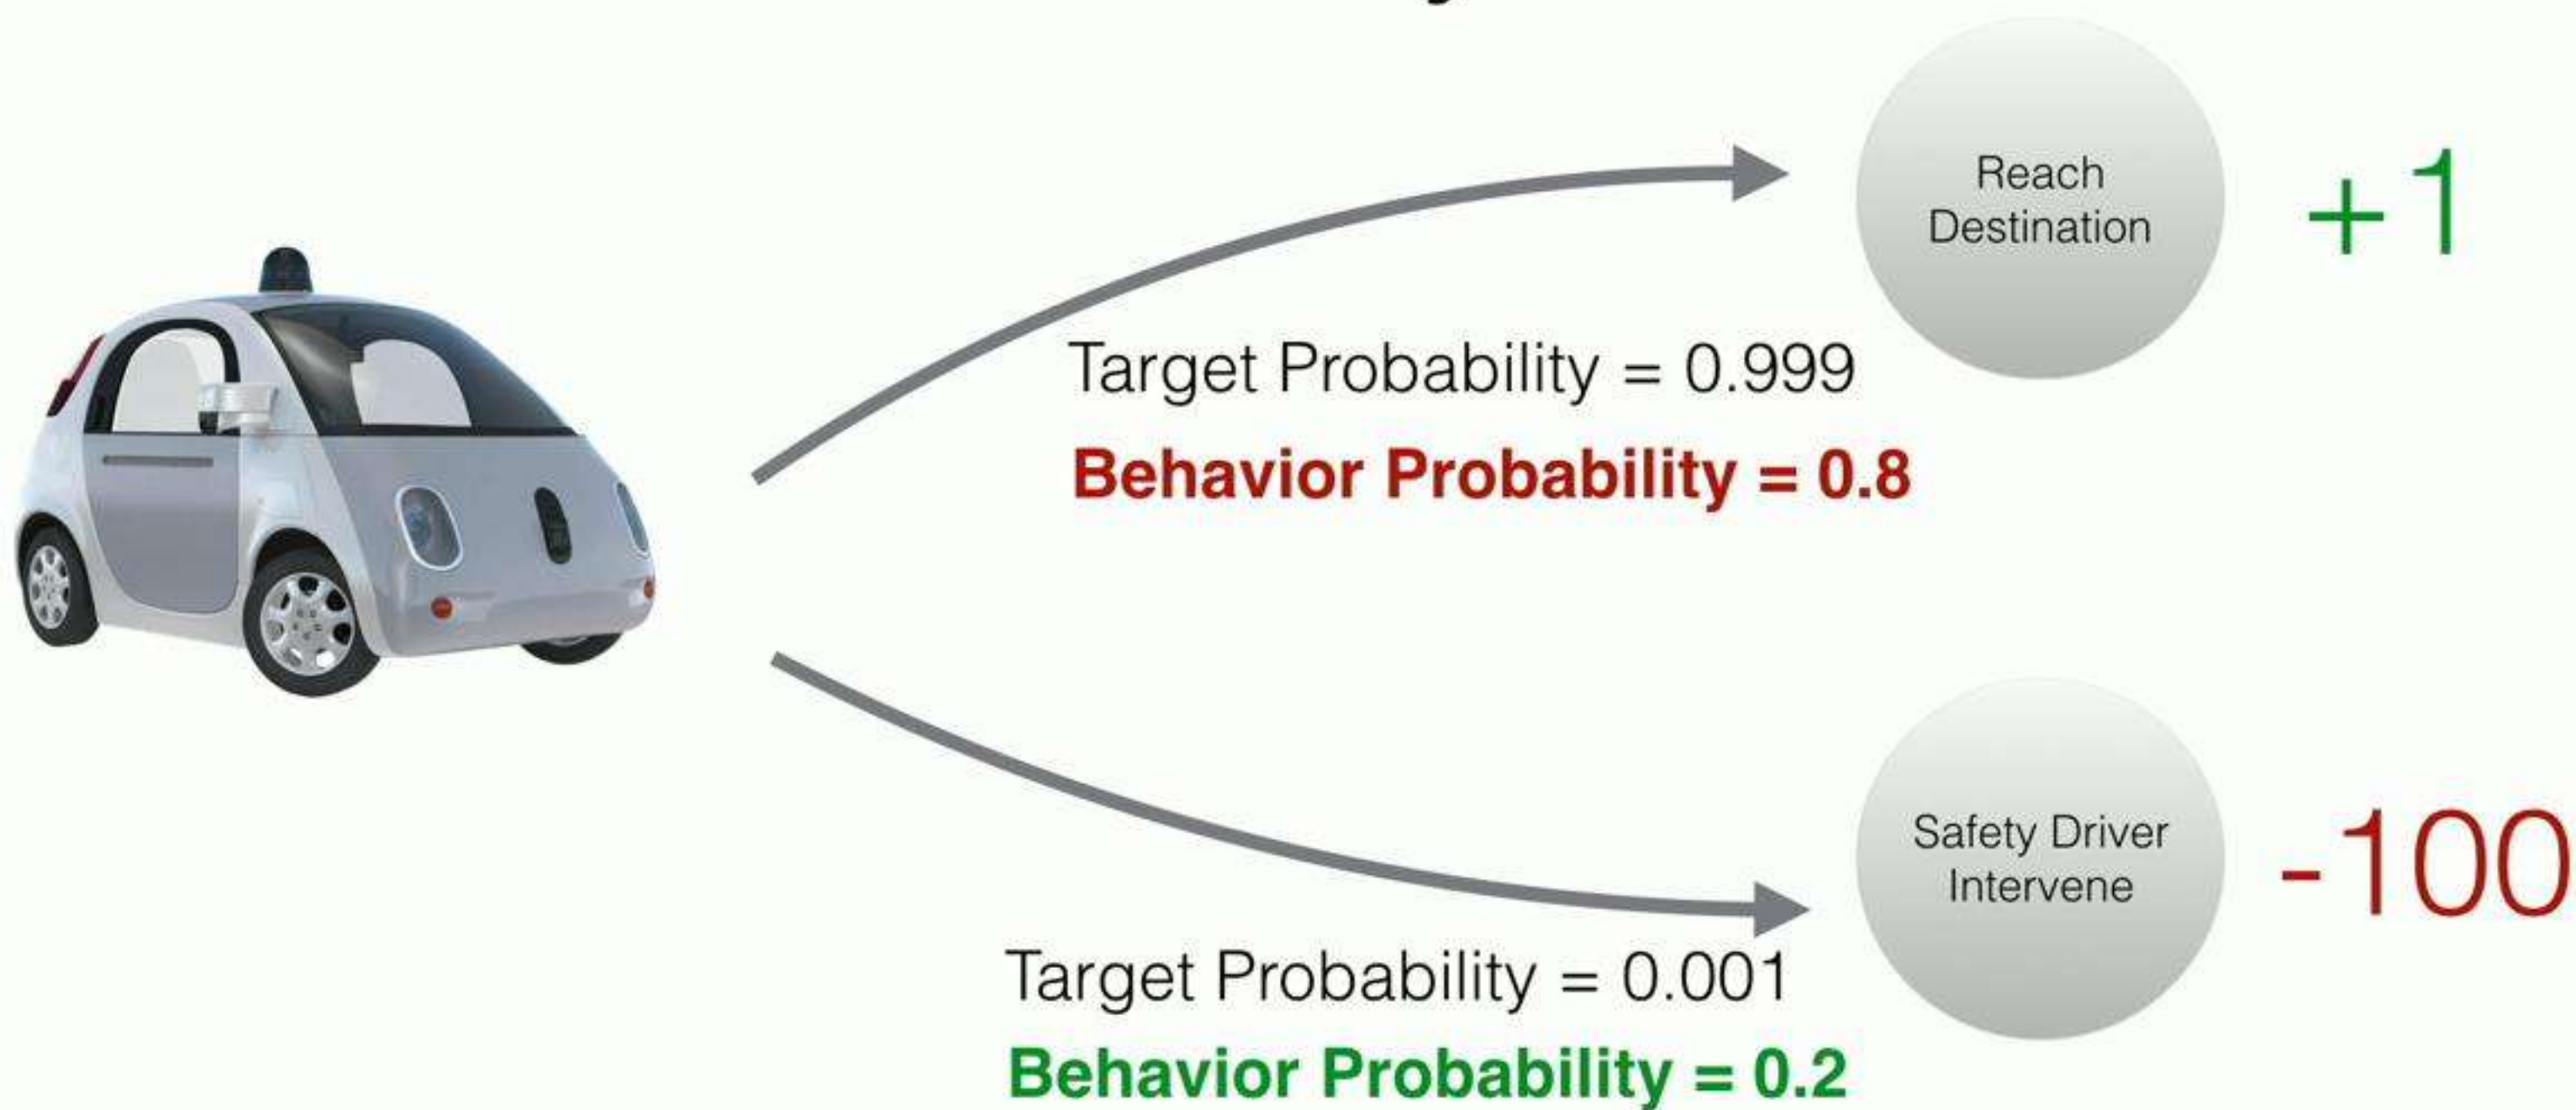 Reach
Destination
+1
Target Probability = 0.999
Behavior Probability = 0.8
Safety Driver
Intervene
-100
Target Probability = 0.001
Behavior Probability = 0.2